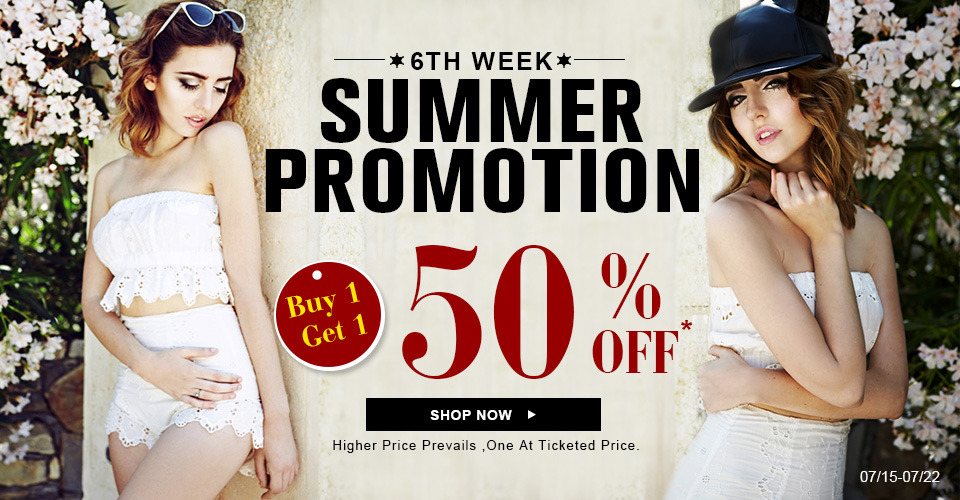 6TH WEEK
SUMMER
PROMOTION
Buy 1
Get 1
50% OFF*
SHOP NOW
Higher Price Prevails ,One At Ticketed Price.
07/15-07/22